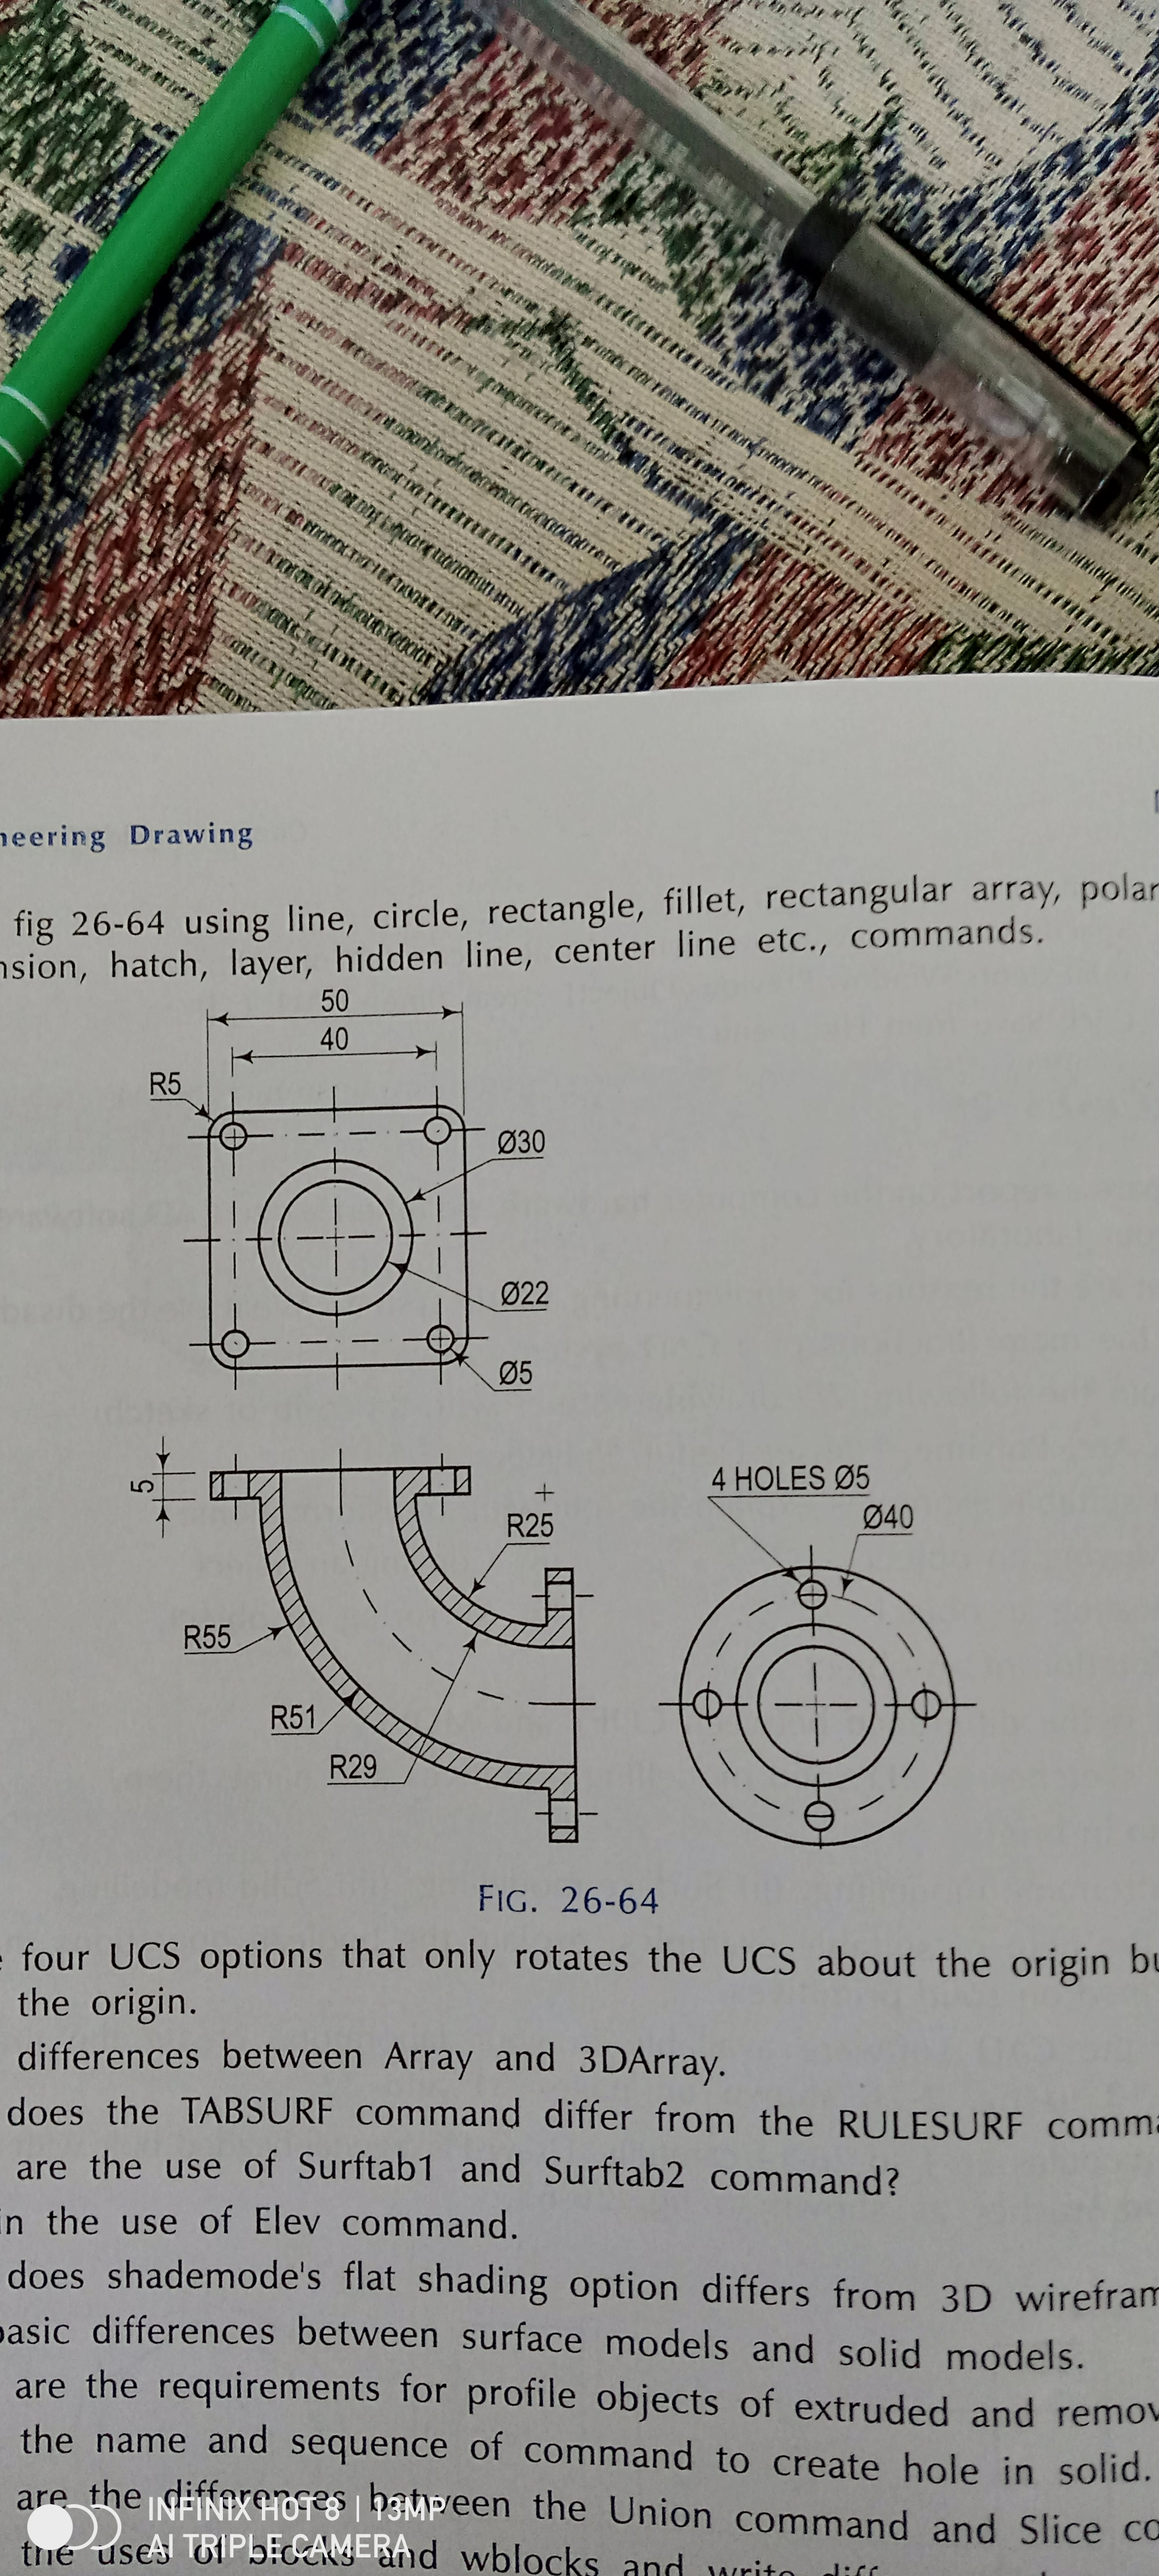 neering Drawing
fig 26-64 using line, circle, rectangle, fillet, rectangular array, polar
nsion, hatch, layer, hidden line, center line etc., commands.
50
40
R5
Ø30
Ø22
Ø5
5
R25
4 HOLES Ø5
Ø40
R55
R51
R29
FIG. 26-64
four UCS options that only rotates the UCS about the origin bu
the origin.
differences between Array and 3DArray.
does the TABSURF command differ from the RULESURF comma
are the use of Surftab1 and Surftab2 command?
in the use of Elev command.
does shademode's flat shading option differs from 3D wirefram
basic differences between surface models and solid models.
are the requirements for profile objects of extruded and remov
the name and sequence of command to create hole in solid.
are the differences between the Union command and Slice co
the uses of blocks and wblocks and write diff
INFINIX HOT 8 | 13MP
AI TRIPLE CAMERA